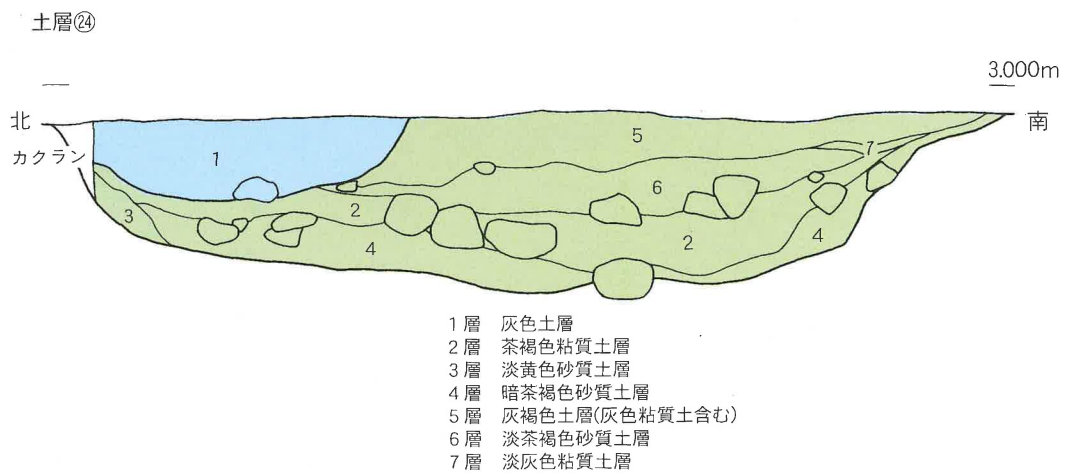 土層㉔
3.000m
北
南
カクラン
1
5
7
6
3
2
4
2
4
1層 灰色土層
2層 茶褐色粘質土層
3層 淡黄色砂質土層
4層 暗茶褐色砂質土層
5層 灰褐色土層(灰色粘質土含む)
6層 淡茶褐色砂質土層
7層 淡灰色粘質土層